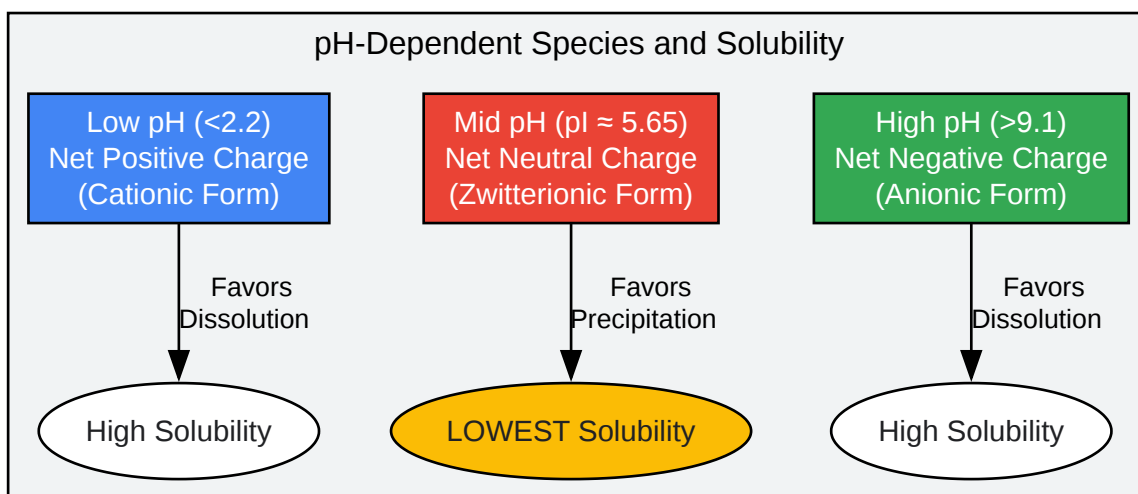 pH-Dependent Species and Solubility
Low pH (<2.2)
Net Positive Charge
(Cationic Form)
Mid pH (pI ≈ 5.65)
Net Neutral Charge
(Zwitterionic Form)
High pH (>9.1)
Net Negative Charge
(Anionic Form)
Favors
Dissolution
Favors
Precipitation
Favors
Dissolution
High Solubility
LOWEST Solubility
High Solubility